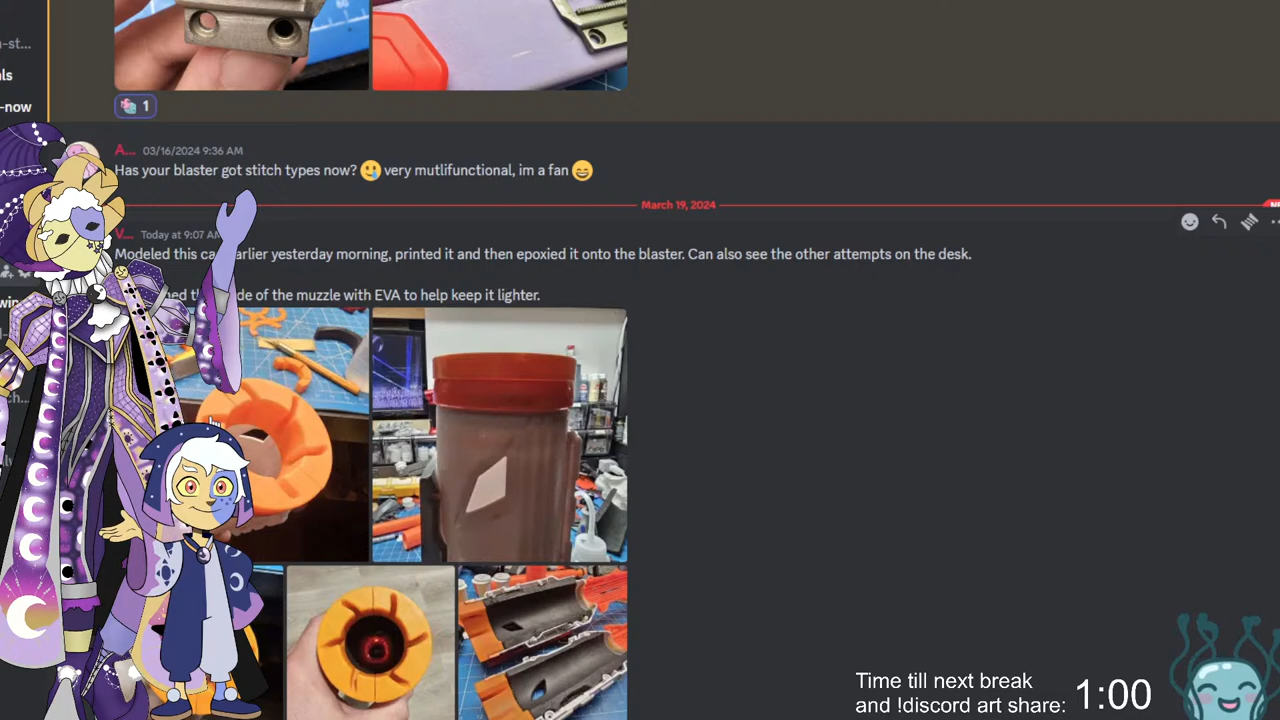 -st...
ls
-now
1
A... 03/16/2024 9:36 AM
Has your blaster got stitch types now? 🥲 very mutlifunctional, im a fan 😄
March 19, 2024
V... Today at 9:07 AM
Modeled this ca arlier yesterday morning, printed it and then epoxied it onto the blaster. Can also see the other attempts on the desk.
ned th de of the muzzle with EVA to help keep it lighter.
Time till next break
and !discord art share: 1:00